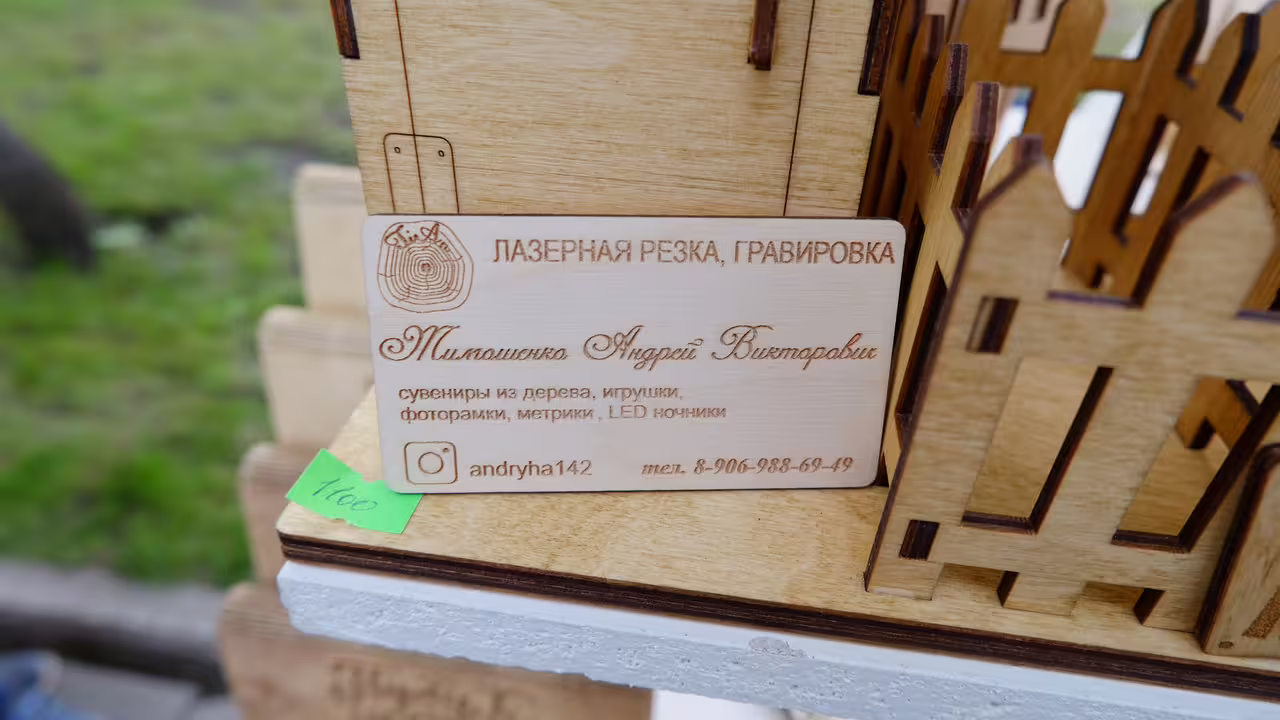 ТиАн
ЛАЗЕРНАЯ РЕЗКА, ГРАВИРОВКА
Тимошенко Андрей Викторович
сувениры из дерева, игрушки,
фоторамки, метрики , LED ночники
andryha142
тел. 8-906-988-69-49
1100